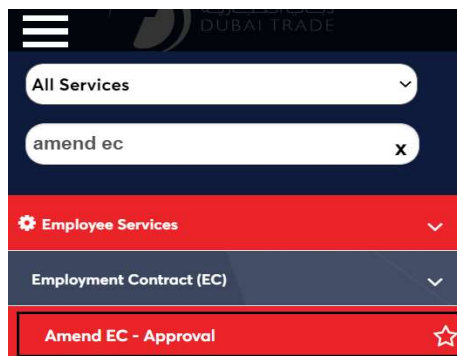 DUBAI TRADE
All Services
amend ec
x
Employee Services
Employment Contract (EC)
Amend EC - Approval